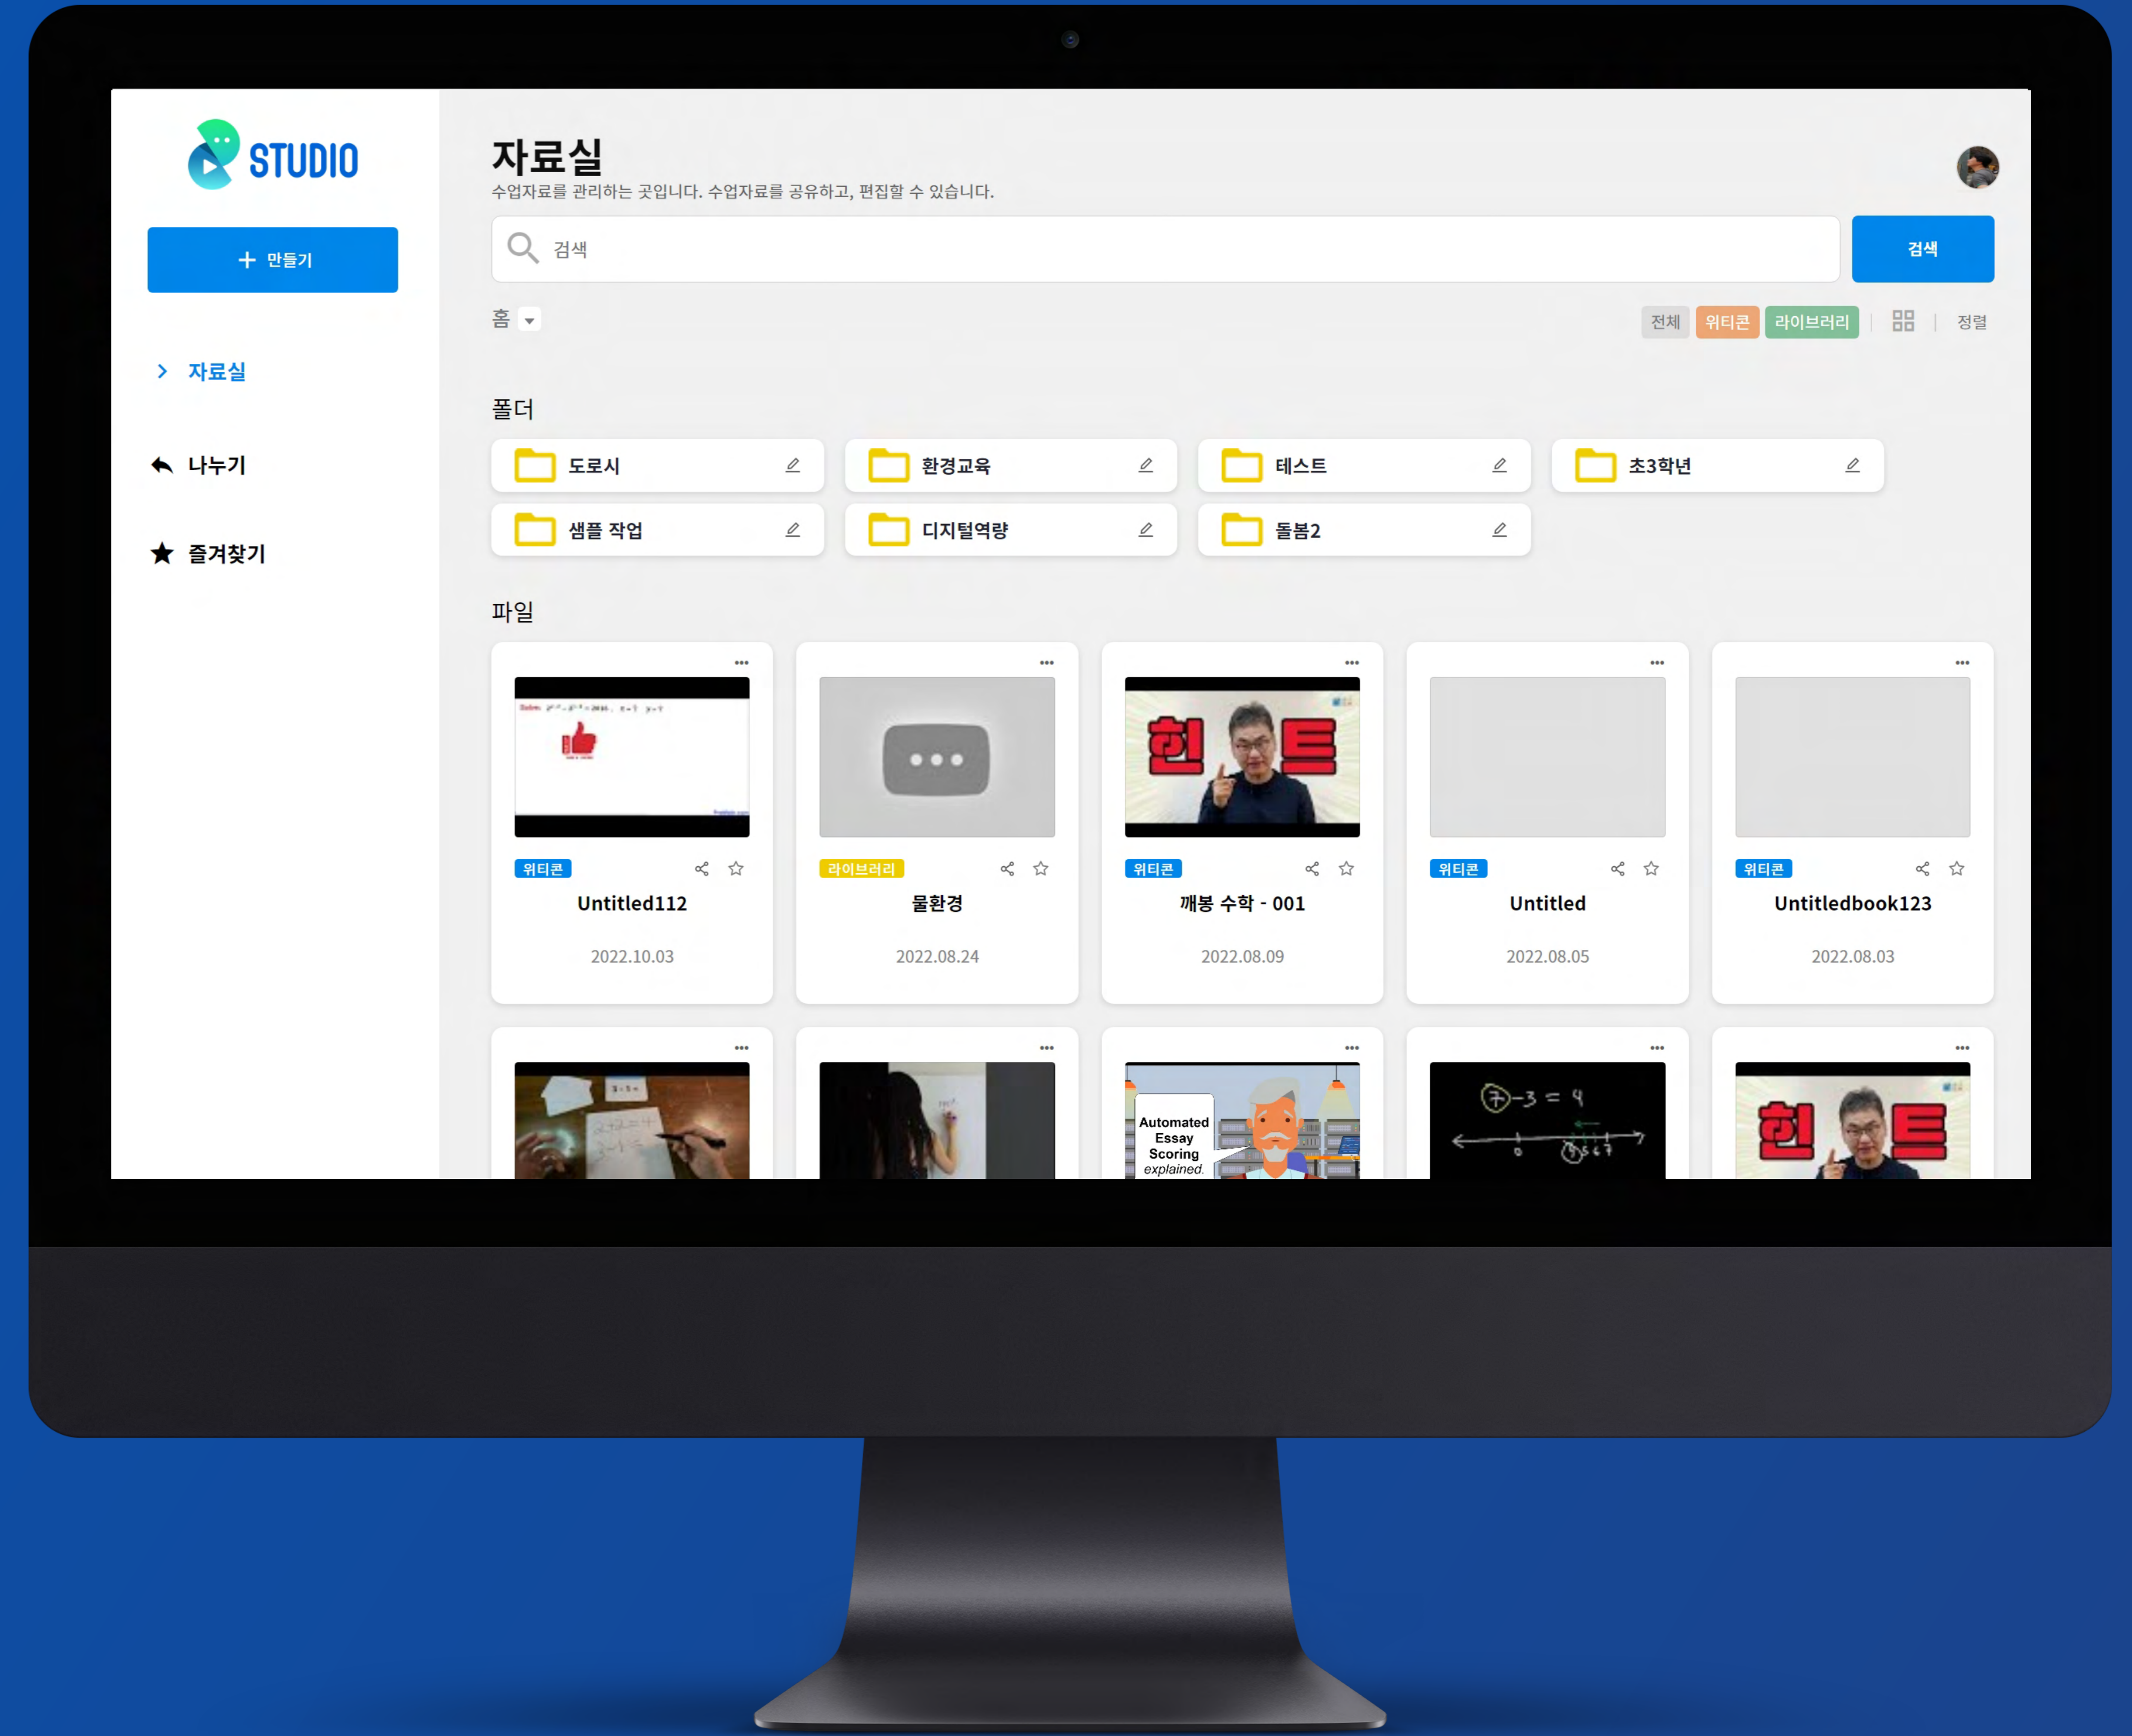 STUDIO
만들기
자료실
나누기
즐겨찾기
자료실
수업자료를 관리하는 곳입니다. 수업자료를 공유하고, 편집할 수 있습니다.
검색
검색
홈
전체 위티콘 라이브러리 정렬
폴더
도로시 환경교육 테스트 초3학년
샘플 작업 디지털역량 돌봄2
파일
힌트
위티콘 라이브러리 위티콘 위티콘 위티콘
Untitled112 물환경 깨봉 수학 - 001 Untitled Untitledbook123
2022.10.03 2022.08.24 2022.08.09 2022.08.05 2022.08.03
Automated
Essay
Scoring
explained.
7-3 = 4
힌트